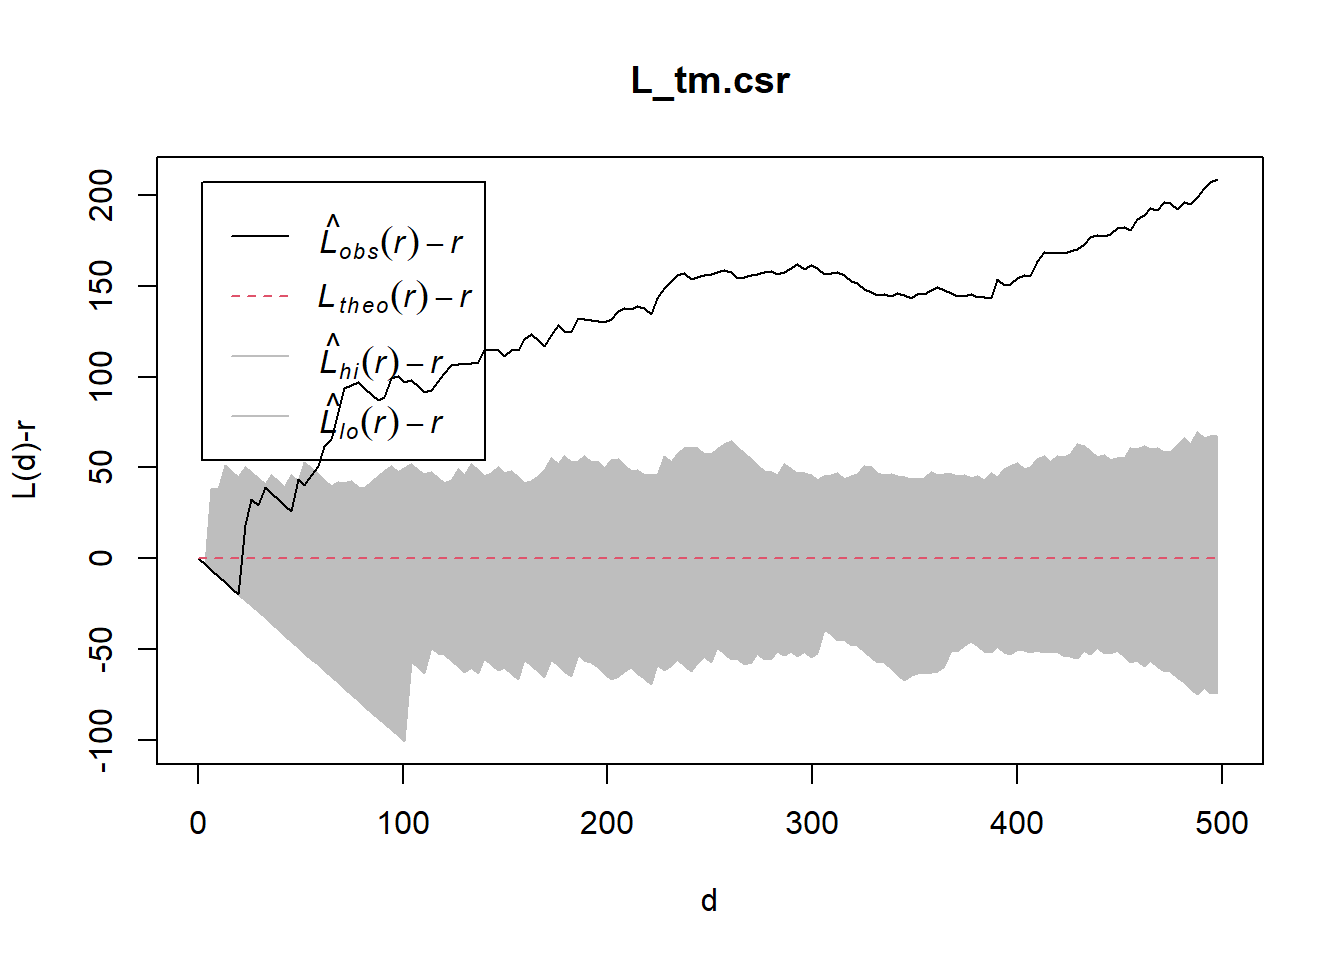 L_tm.csr
L(d)-r
200
150
100
50
0
-50
-100
L̂obs(r) − r
Ltheo(r) − r
L̂hi(r) − r
L̂lo(r) − r
0 100 200 300 400 500
d